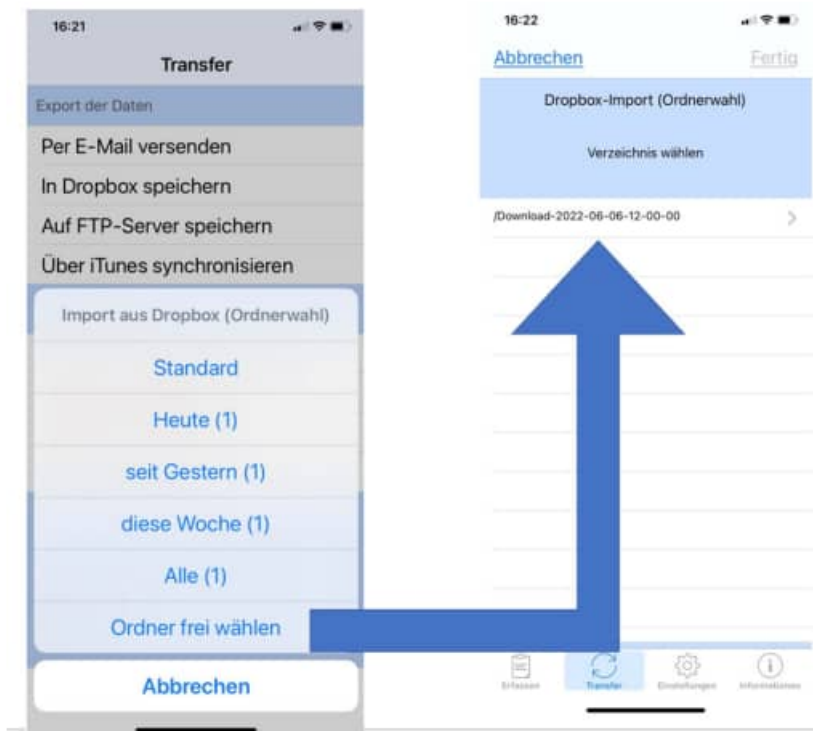 16:21
Transfer
Export der Daten
Per E-Mail versenden
In Dropbox speichern
Auf FTP-Server speichern
Über iTunes synchronisieren
Import aus Dropbox (Ordnerwahl)
Standard
Heute (1)
seit Gestern (1)
diese Woche (1)
Alle (1)
Ordner frei wählen
Abbrechen
16:22
Abbrechen Fertig
Dropbox-Import (Ordnerwahl)
Verzeichnis wählen
/Download-2022-06-06-12-00-00
Erfassen Transfer Einstellungen Informationen